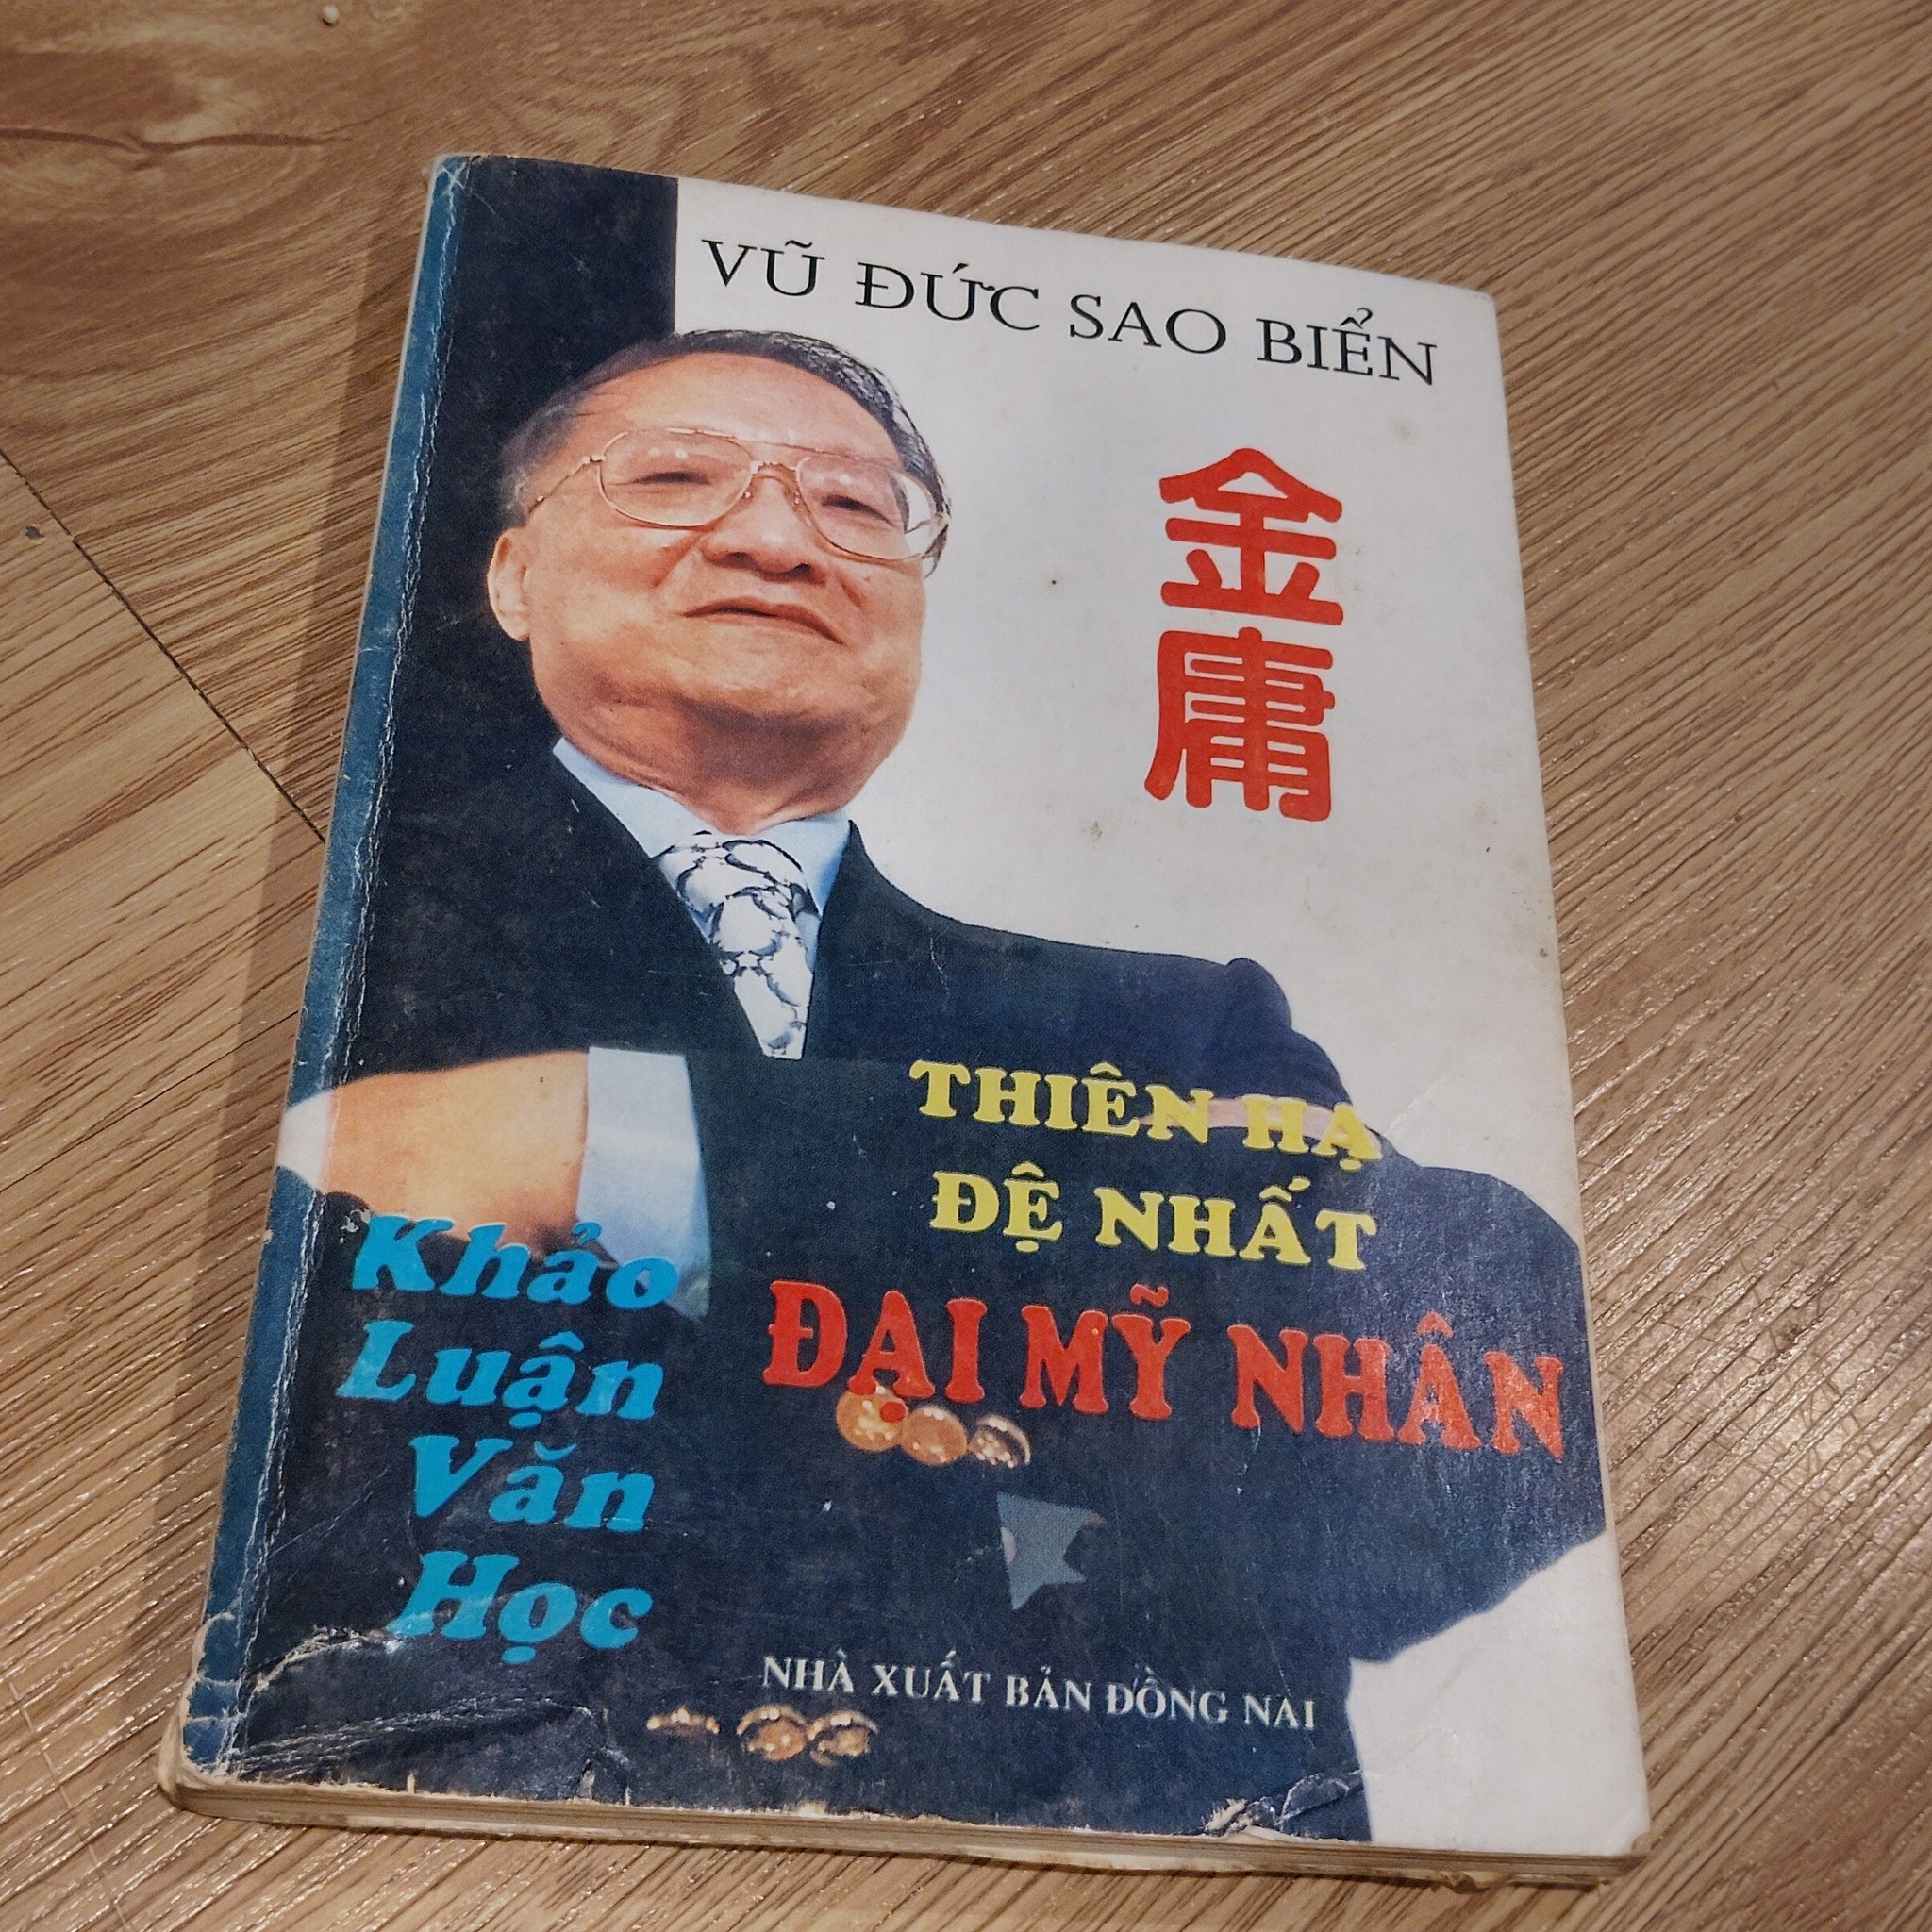 VŨ ĐỨC SAO BIỂN
金庸
THIÊN HẠ
ĐỆ NHẤT
ĐẠI MỸ NHÂN
Khảo
Luận
Văn
Học
NHÀ XUẤT BẢN ĐỒNG NAI